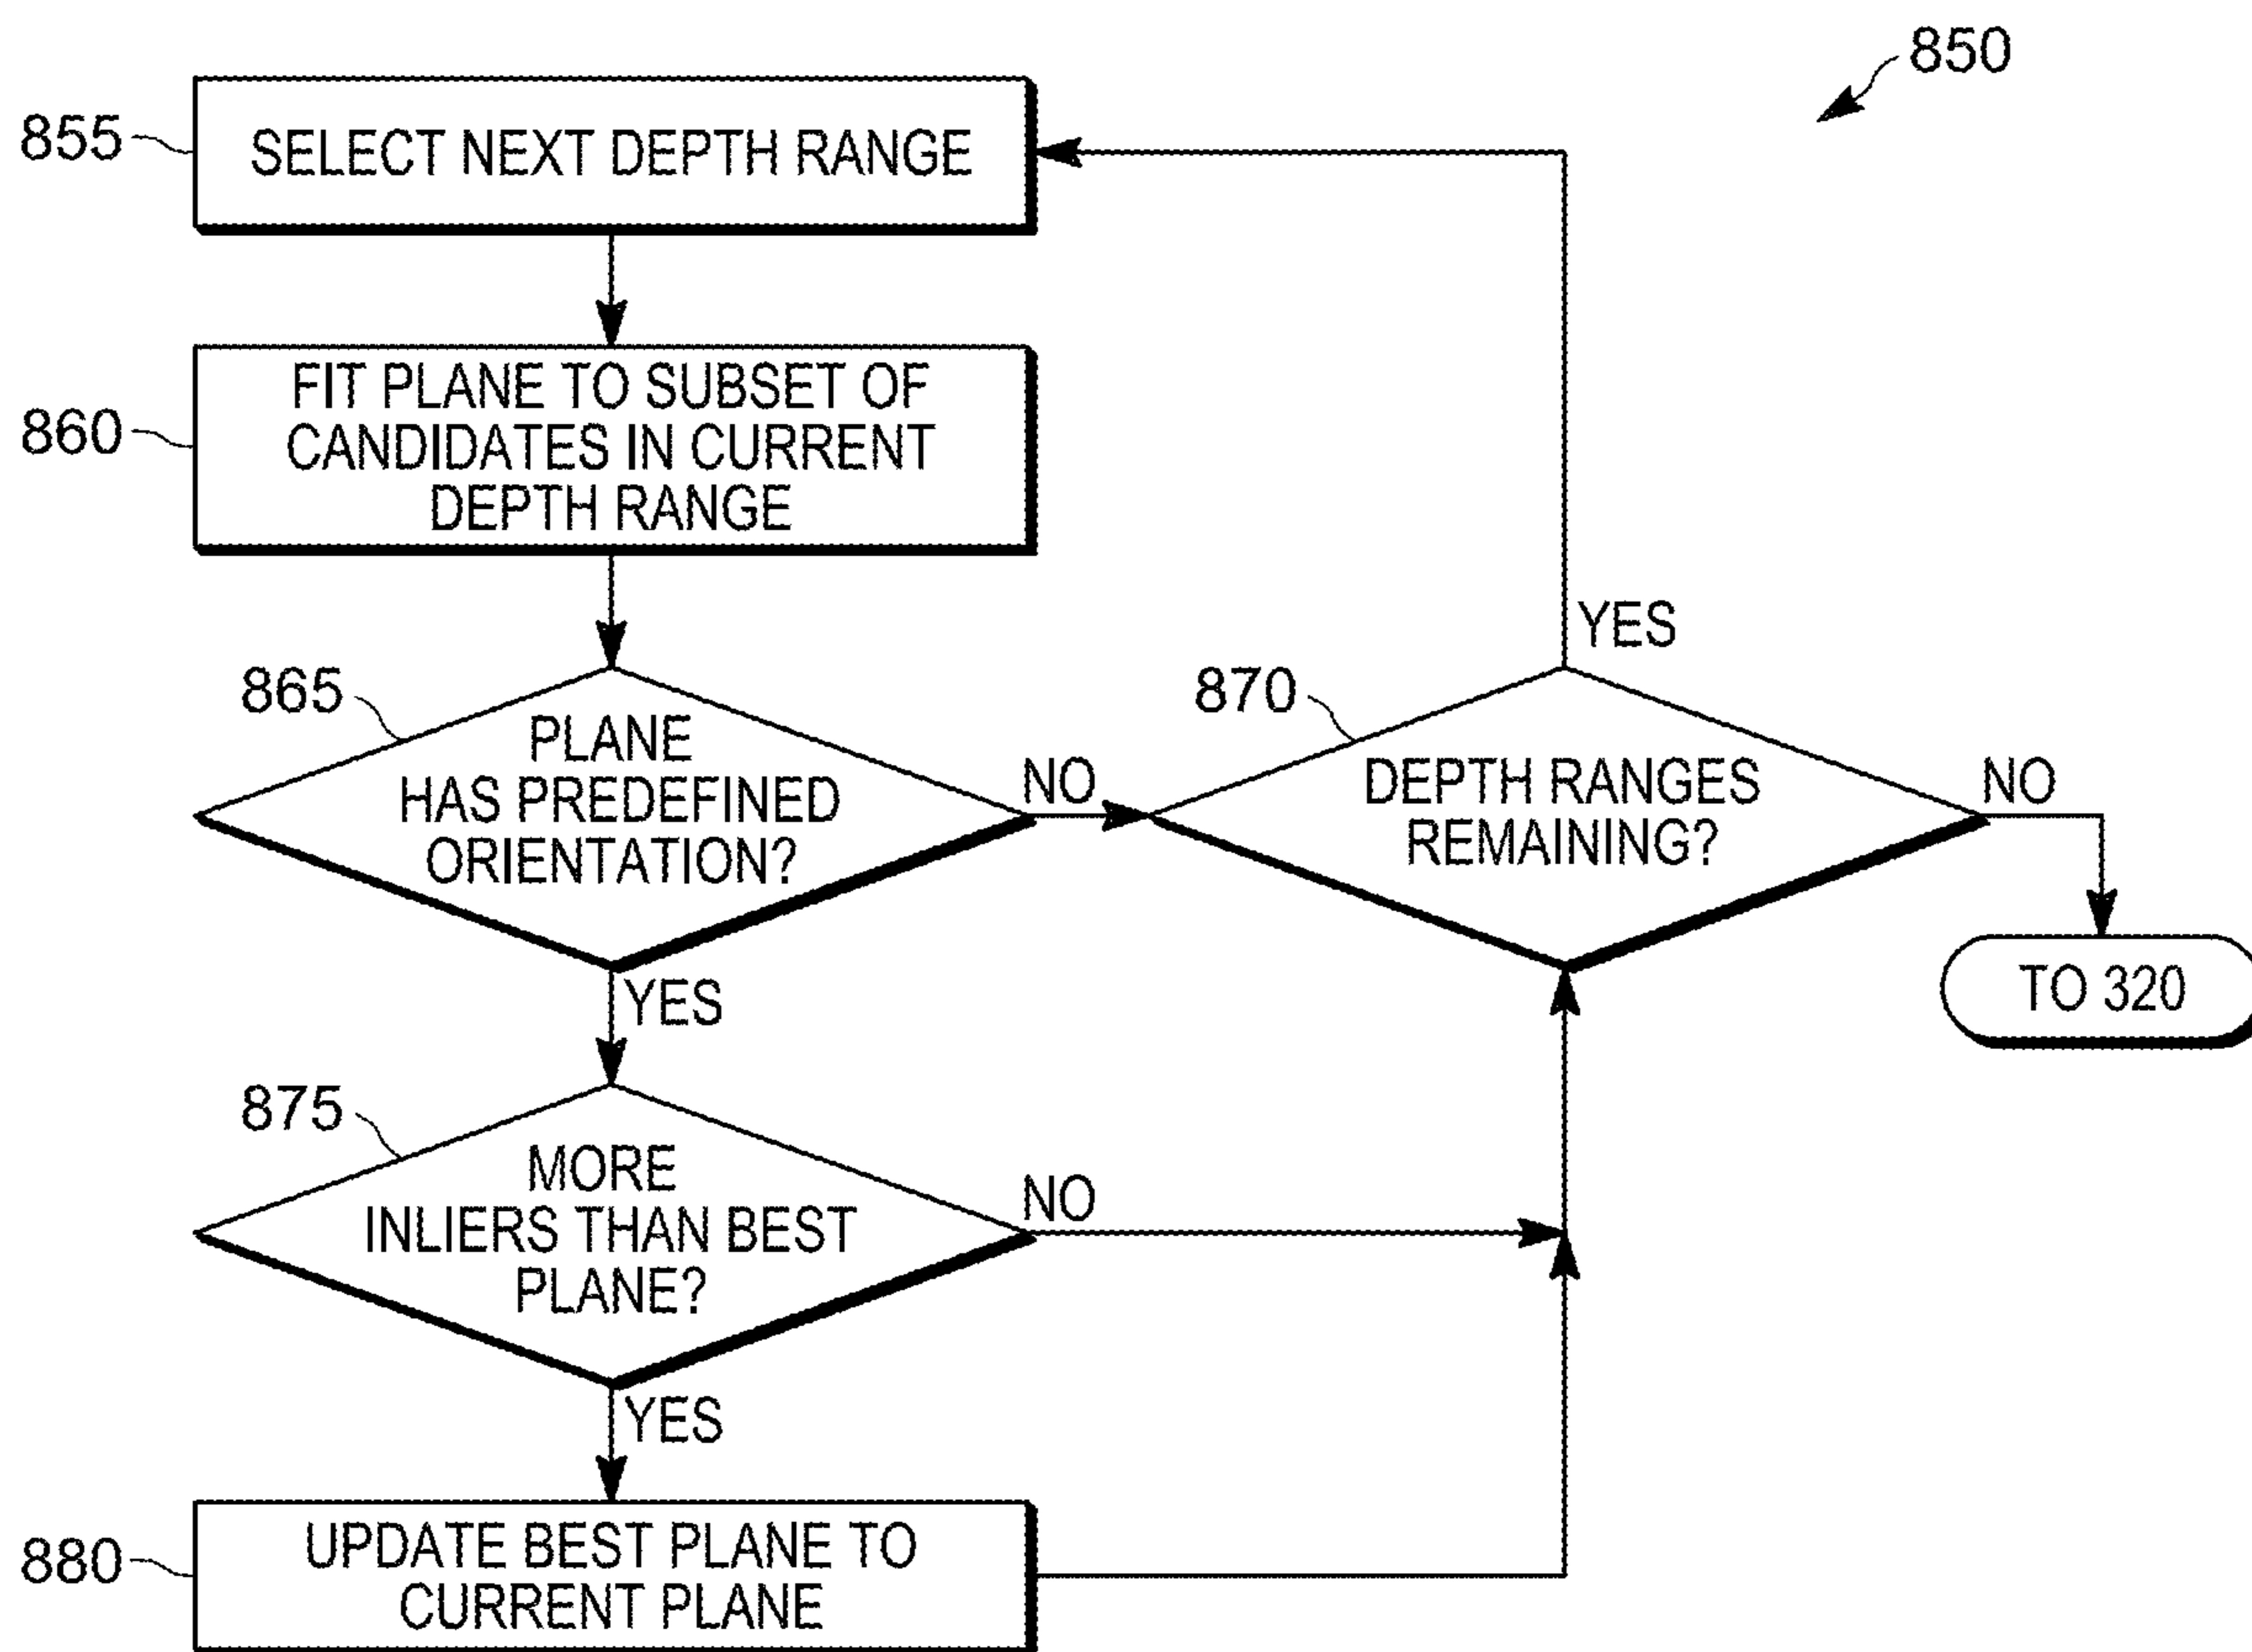 850
855
SELECT NEXT DEPTH RANGE
860
FIT PLANE TO SUBSET OF
CANDIDATES IN CURRENT
DEPTH RANGE
865
PLANE
HAS PREDEFINED
ORIENTATION?
NO
YES
870
DEPTH RANGES
REMAINING?
YES
NO
TO 320
875
MORE
INLIERS THAN BEST
PLANE?
NO
YES
880
UPDATE BEST PLANE TO
CURRENT PLANE